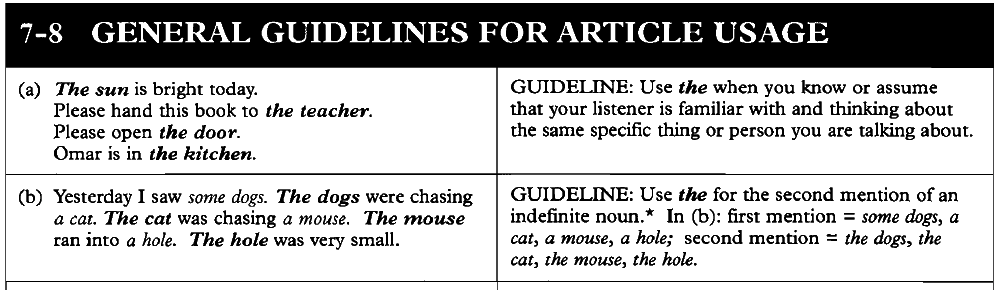 7-8 GENERAL GUIDELINES FOR ARTICLE USAGE
(a) The sun is bright today.
Please hand this book to the teacher.
Please open the door.
Omar is in the kitchen.
GUIDELINE: Use the when you know or assume
that your listener is familiar with and thinking about
the same specific thing or person you are talking about.
(b) Yesterday I saw some dogs. The dogs were chasing
a cat. The cat was chasing a mouse. The mouse
ran into a hole. The hole was very small.
GUIDELINE: Use the for the second mention of an
indefinite noun.* In (b): first mention = some dogs, a
cat, a mouse, a hole; second mention = the dogs, the
cat, the mouse, the hole.